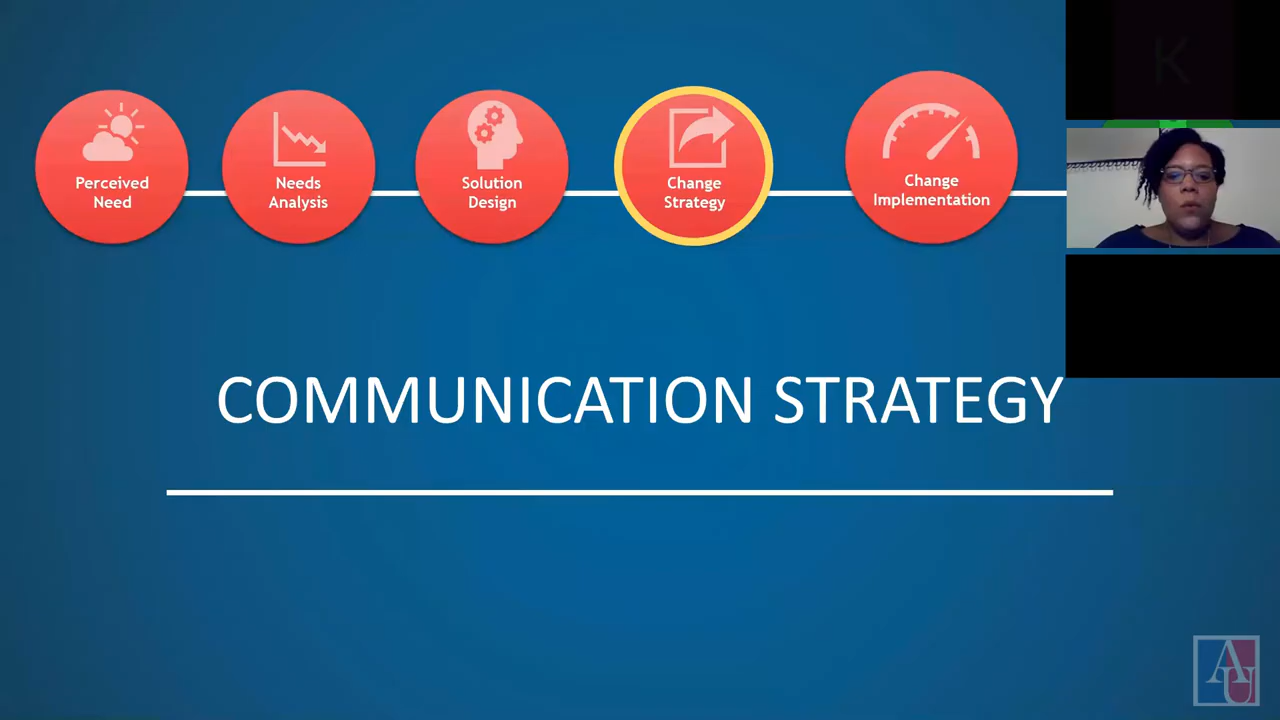 K
Perceived
Need
Needs
Analysis
Solution
Design
Change
Strategy
Change
Implementation
COMMUNICATION STRATEGY
AU